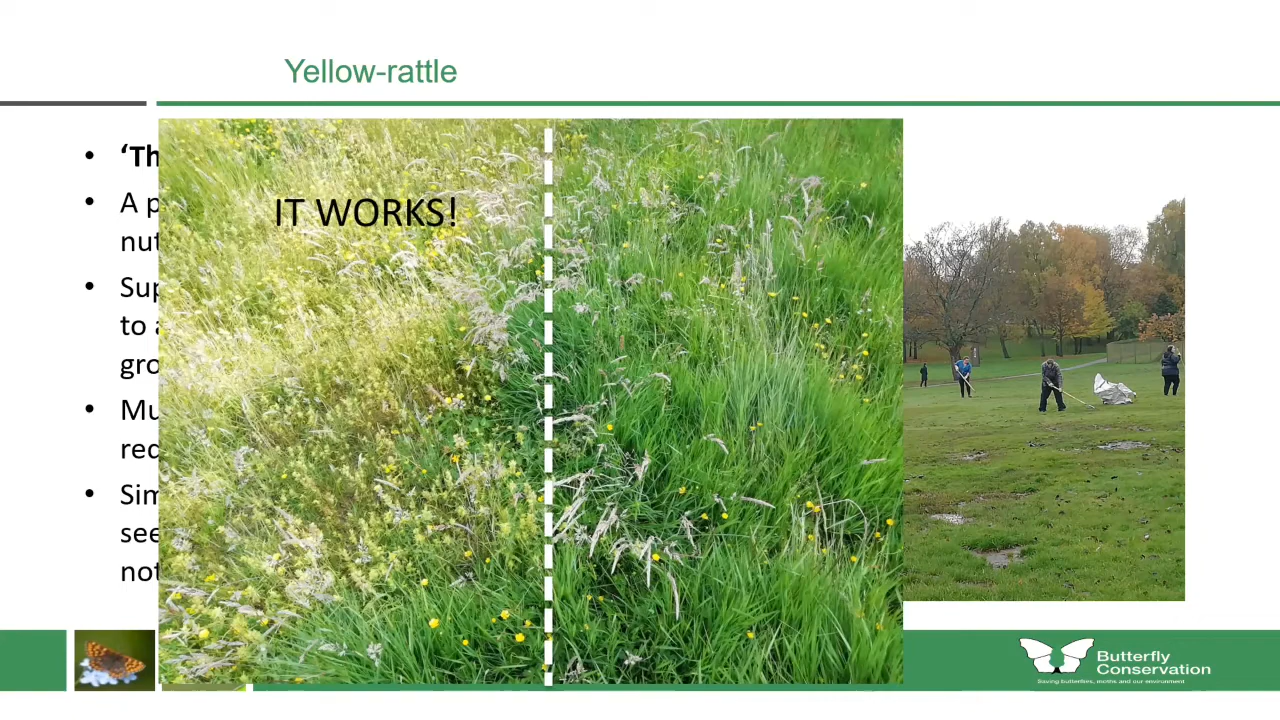 Yellow-rattle
• ‘Th
• A p
nut
• Sup
to
gro
• Mu
rec
• Sim
see
not
IT WORKS!
Butterfly
Conservation
Saving butterflies, moths and our environment